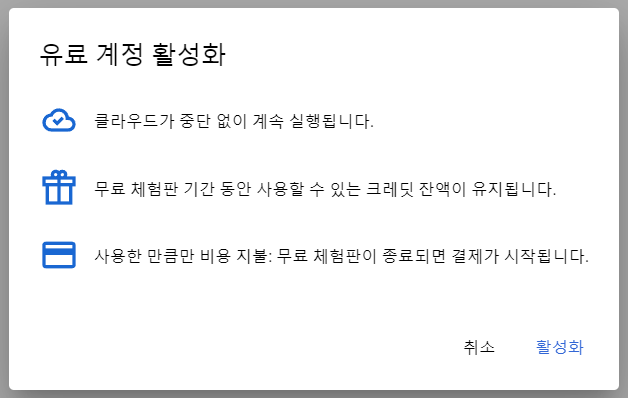 유료 계정 활성화
클라우드가 중단 없이 계속 실행됩니다.
무료 체험판 기간 동안 사용할 수 있는 크레딧 잔액이 유지됩니다.
사용한 만큼만 비용 지불: 무료 체험판이 종료되면 결제가 시작됩니다.
취소 활성화